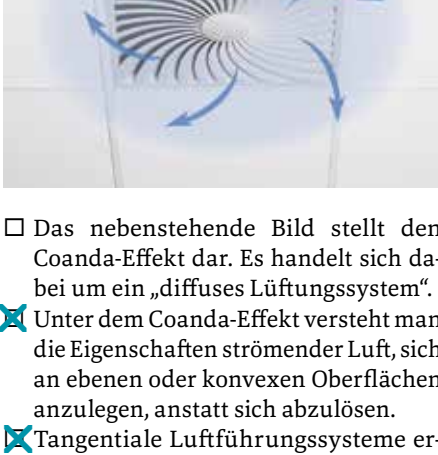 ☐ Das nebenstehende Bild stellt den
Coanda-Effekt dar. Es handelt sich da-
bei um ein „diffuses Lüftungssystem“.
☒ Unter dem Coanda-Effekt versteht man
die Eigenschaften strömender Luft, sich
an ebenen oder konvexen Oberflächen
anzulegen, anstatt sich abzulösen.
☒ Tangentiale Luftführungssysteme er-